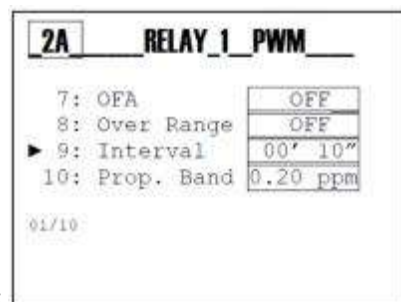 2A RELAY_1_PWM
7: OFA OFF
8: Over Range OFF
▶ 9: Interval 00' 10"
10: Prop. Band 0.20 ppm
01/10